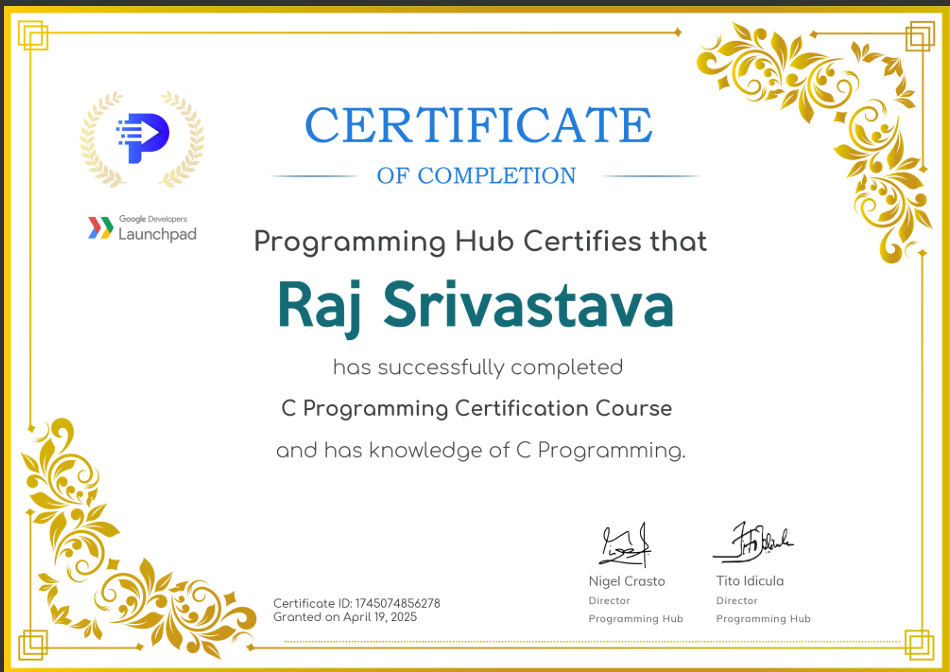 CERTIFICATE
OF COMPLETION
Google Developers
Launchpad
Programming Hub Certifies that
Raj Srivastava
has successfully completed
C Programming Certification Course
and has knowledge of C Programming.
Nigel Crasto
Director
Programming Hub
Tito Idicula
Director
Programming Hub
Certificate ID: 1745074856278
Granted on April 19, 2025